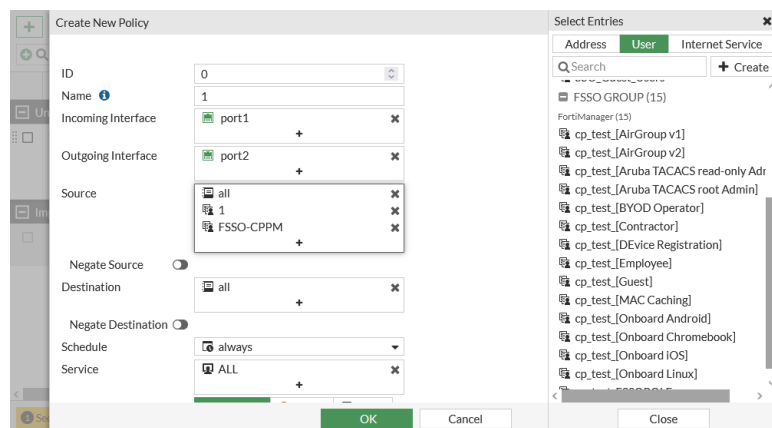 Create New Policy
ID
0
Name
1
Incoming Interface
port1
+
Outgoing Interface
port2
+
Source
all
1
FSSO-CPPM
+
Negate Source
Destination
all
+
Negate Destination
Schedule
always
Service
ALL
+
OK
Cancel
Select Entries
Address
User
Internet Service
Search
+ Create
FSSO GROUP (15)
FortiManager (15)
cp_test_[AirGroup v1]
cp_test_[AirGroup v2]
cp_test_[Aruba TACACS read-only Adr
cp_test_[Aruba TACACS root Admin]
cp_test_[BYOD Operator]
cp_test_[Contractor]
cp_test_[DEvice Registration]
cp_test_[Employee]
cp_test_[Guest]
cp_test_[MAC Caching]
cp_test_[Onboard Android]
cp_test_[Onboard Chromebook]
cp_test_[Onboard iOS]
cp_test_[Onboard Linux]
Close